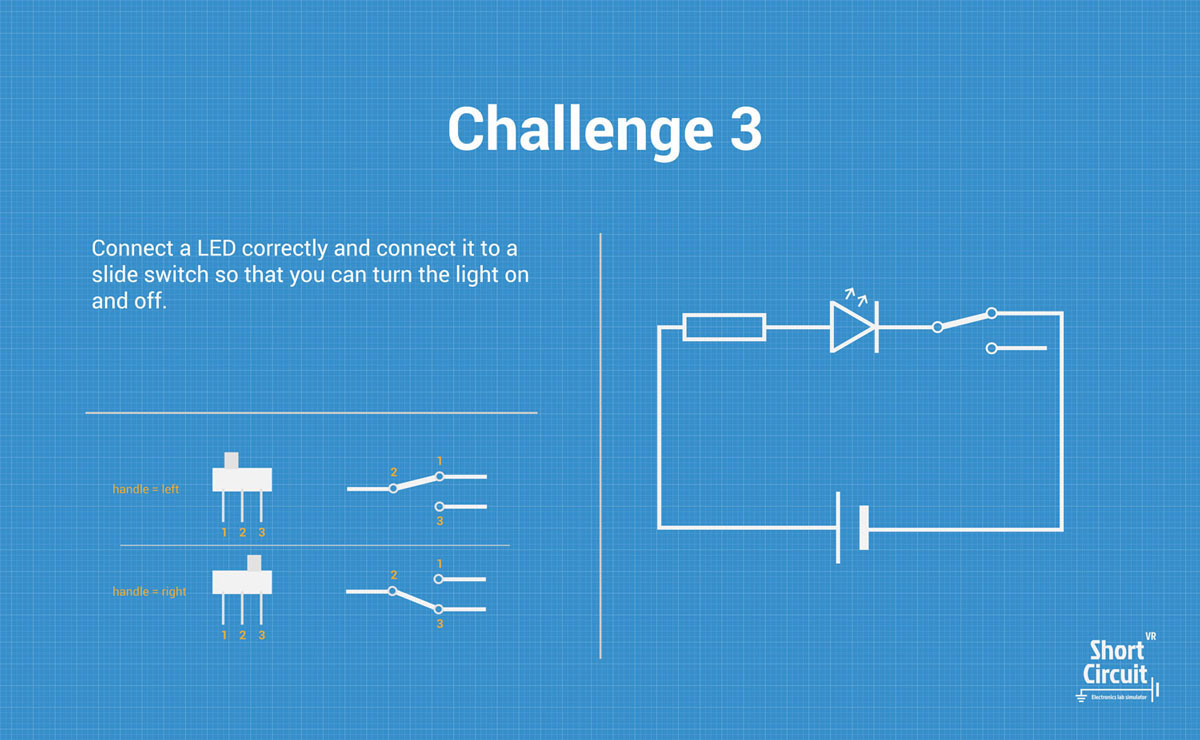 Challenge 3
Connect a LED correctly and connect it to a
slide switch so that you can turn the light on
and off.
handle = left
1 2 3
2
1
3
handle = right
1 2 3
2
1
3
Short VR
Circuit
Electronics lab simulator